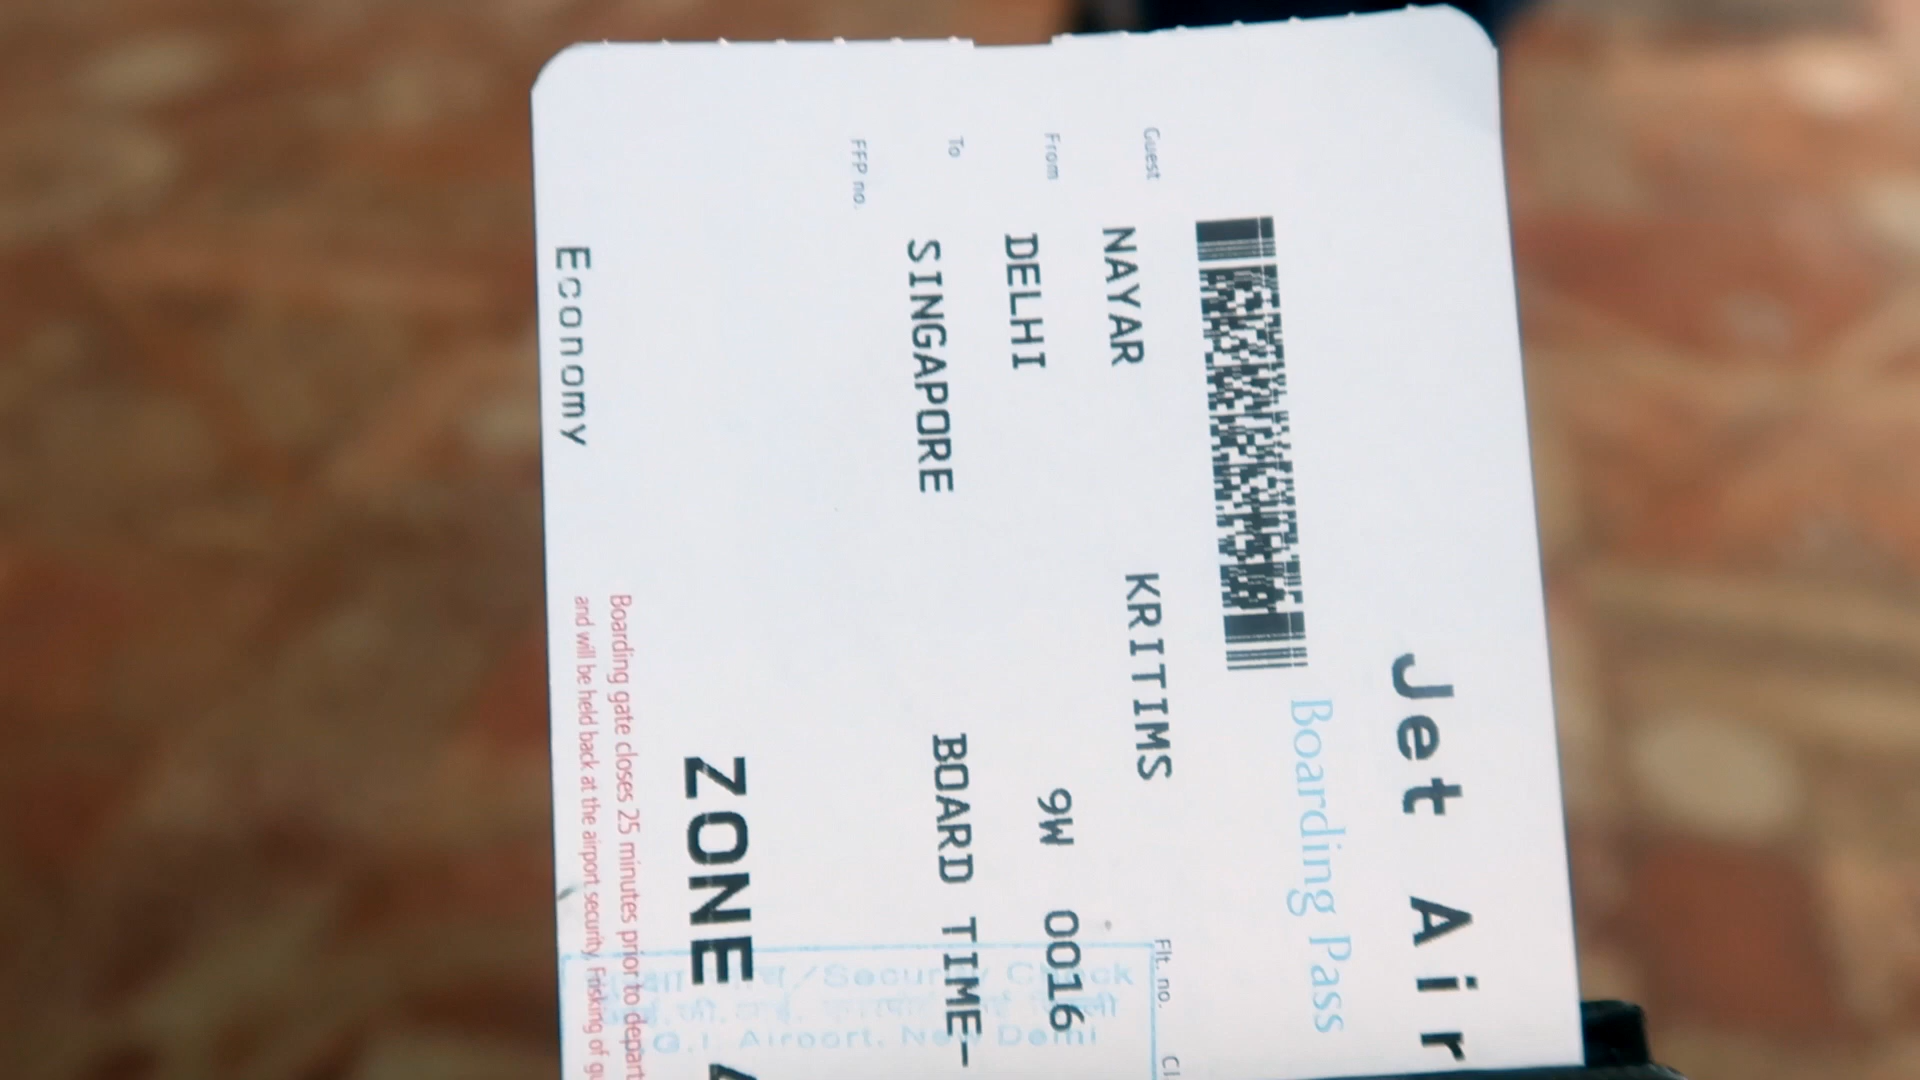 Jet Air
Boarding Pass
Guest
NAYAR KRITIMS
Flt. no. Cl
From
DELHI 9W 0016
To
SINGAPORE BOARD TIME-
FFP no.
ZONE
Economy
Boarding gate closes 25 minutes prior to depart
and will be held back at the airport security. Frisking of gu
/Security Check
G.I. Airport, New Delhi